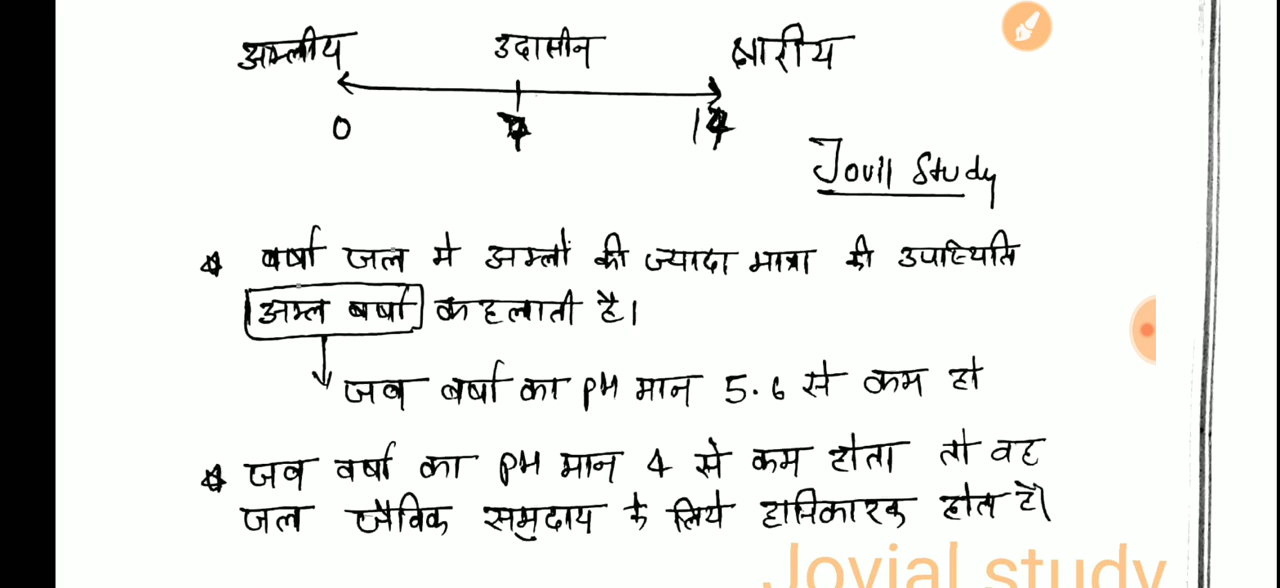 अम्लीय उदासीन क्षारीय
0 7 14
Jovil Study
वर्षा जल मे अम्लों की ज्यादा मात्रा की उपस्थिति
अम्ल वर्षा कहलाती है।
जब वर्षा का PH मान 5.6 से कम हो
जब वर्षा का PH मान 4 से कम होता तो वह
जल जैविक समुदाय के लिये हानिकारक होता है।
Jovial study